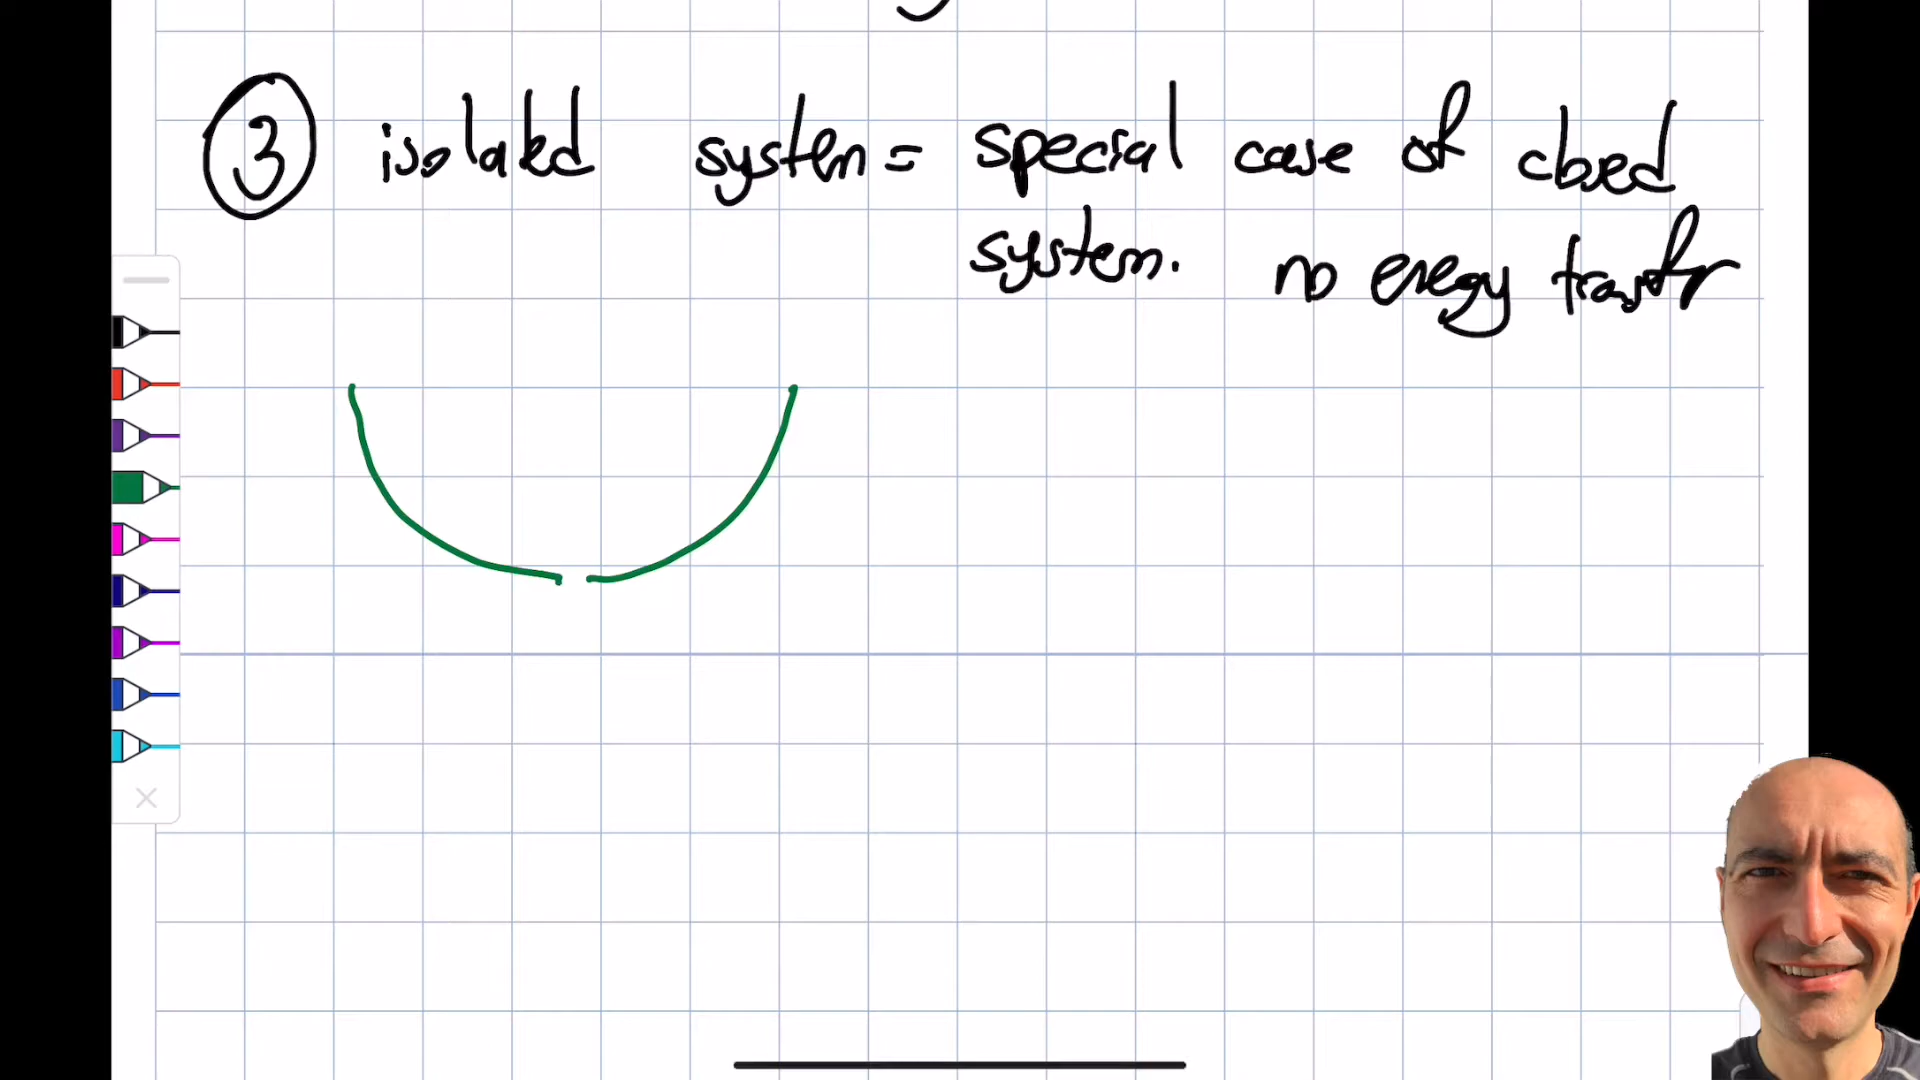 3 isolated system = special case of closed
system. no energy transfer